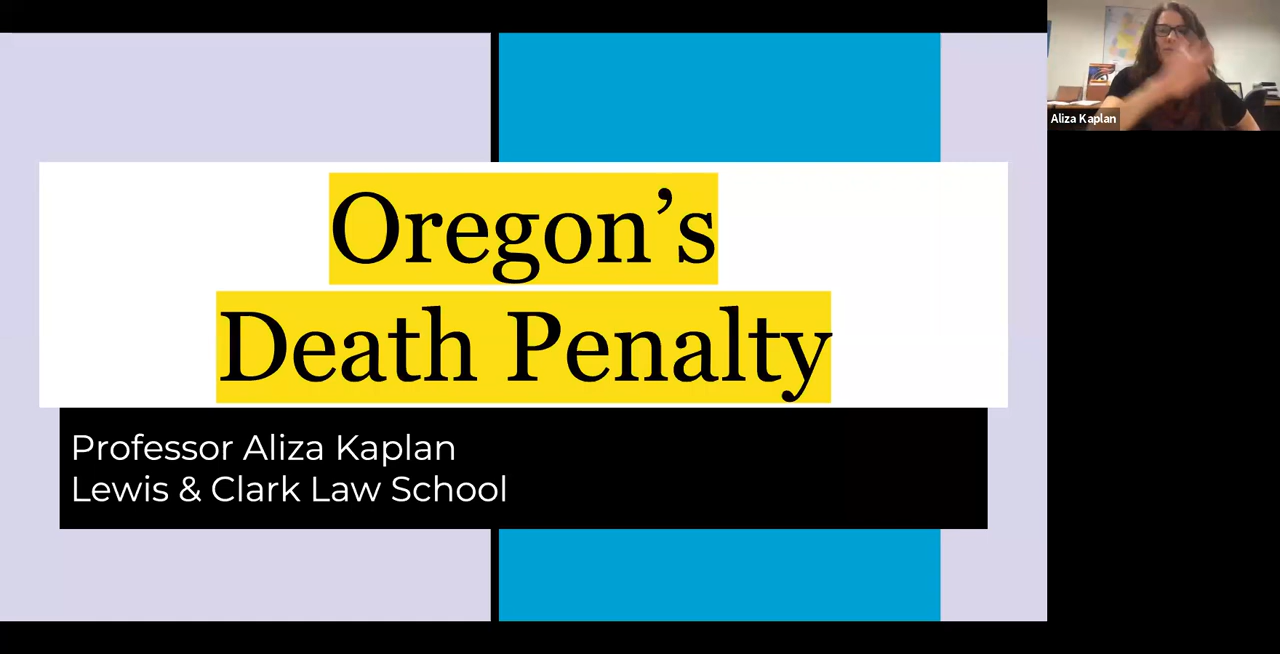 Oregon’s
Death Penalty
Professor Aliza Kaplan
Lewis & Clark Law School
Aliza Kaplan